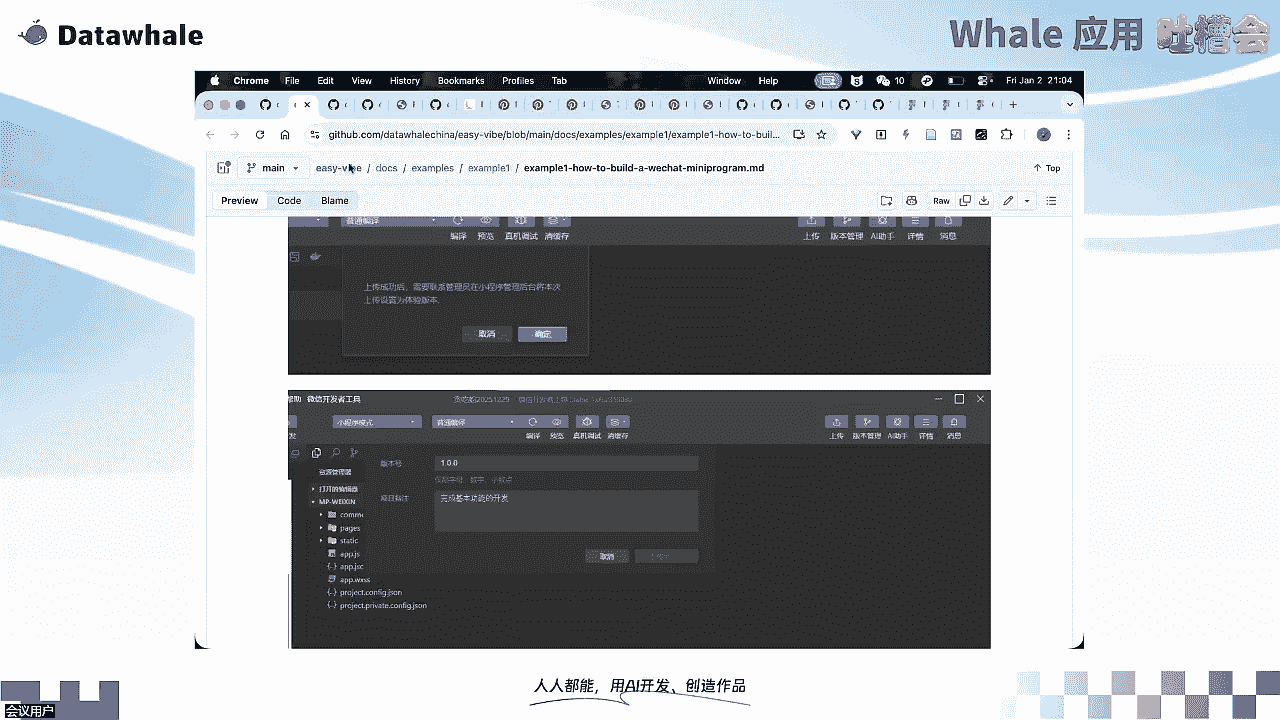 Datawhale
Whale 应用 吐槽会
Chrome File Edit View History Bookmarks Profiles Tab Window Help 10 Fri Jan 2 21:04
github.com/datawhalechina/easy-vibe/blob/main/docs/examples/example1/example1-how-to-buil...
main easy-vibe / docs / examples / example1 / example1-how-to-build-a-wechat-miniprogram.md Top
Preview Code Blame Raw
普通编译
编译 预览 真机调试 清缓存 上传 版本管理 AI助手 详情 消息
上传成功后，需要联系管理员在小程序管理后台将本次
上传设置为体验版本.
取消 确定
帮助 微信开发者工具
小程序模式 普通编译
编译 预览 真机调试 清缓存 上传 版本管理 AI助手 详情 消息
资源管理器
版本号 1.0.0
打开的编辑器
MP-WEIXIN
项目备注 完成基本功能的开发
comm
pages
static
app.js
app.jsc
取消
app.wxss
project.config.json
project.private.config.json
人人都能，用AI开发、创造作品
会议用户